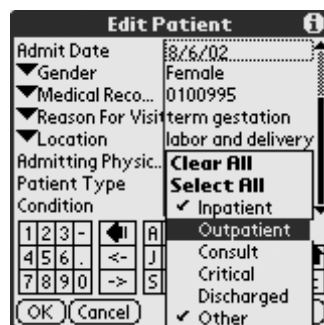 Edit Patient i
Admit Date 8/6/02
Gender Female
Medical Reco... 0100995
Reason For Visit term gestation
Location labor and delivery
Admitting Physic...
Patient Type
Condition
Clear All
Select All
✔ Inpatient
Outpatient
Consult
Critical
Discharged
✔ Other
1 2 3 - A
4 5 6 . <- J
7 8 9 0 -> S
OK Cancel